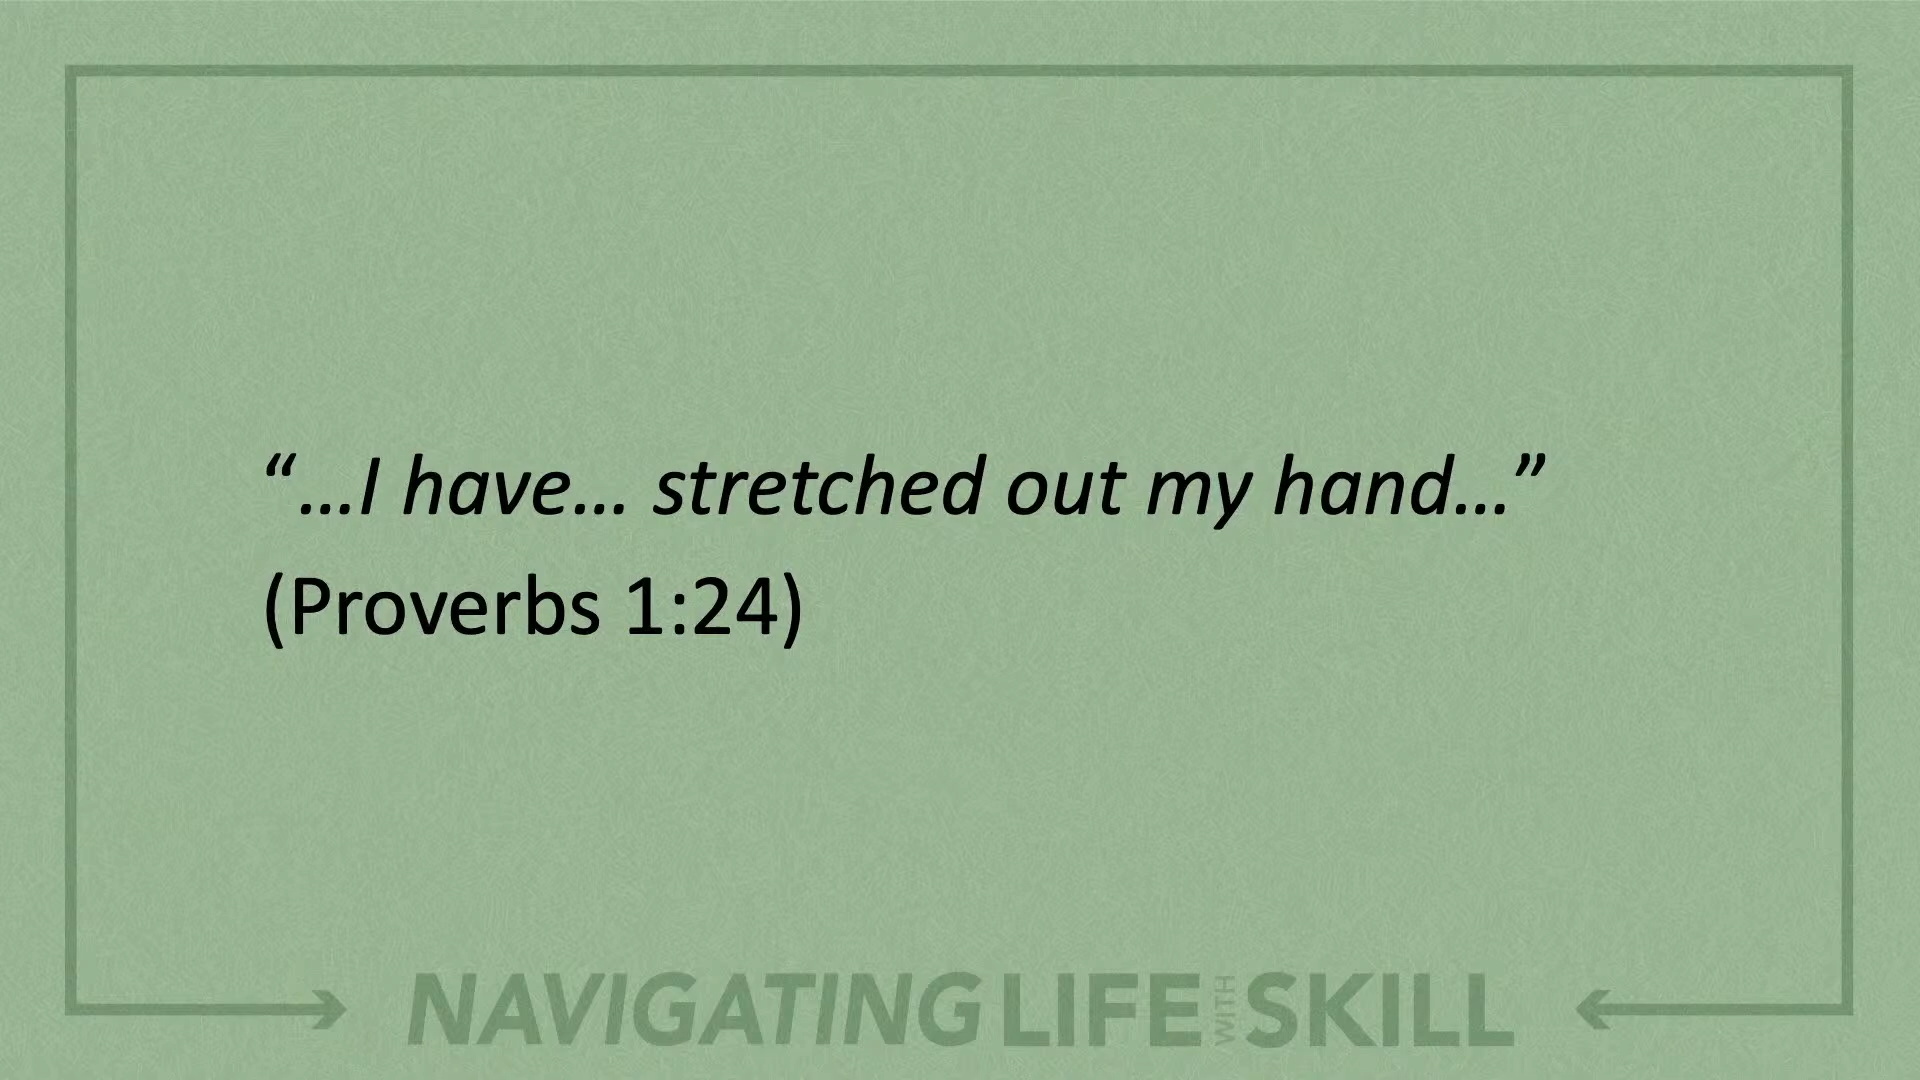 “…I have… stretched out my hand…”
(Proverbs 1:24)
NAVIGATING LIFE WITH SKILL